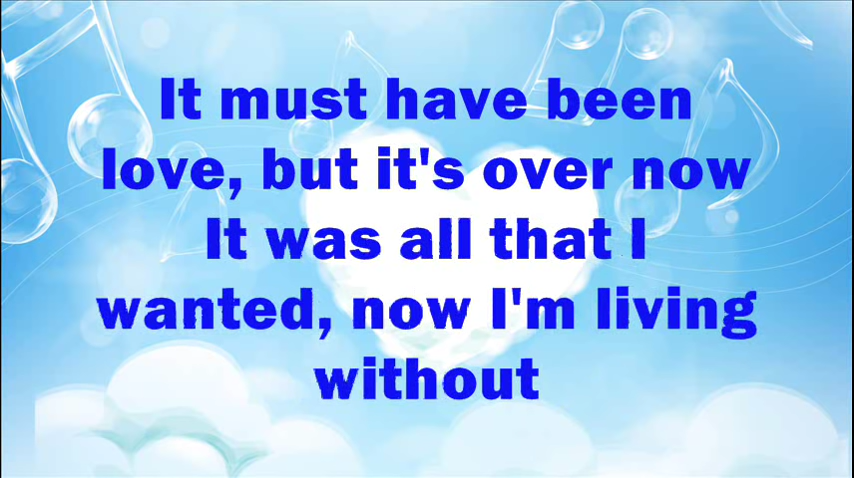 It must have been
love, but it's over now
It was all that I
wanted, now I'm living
without